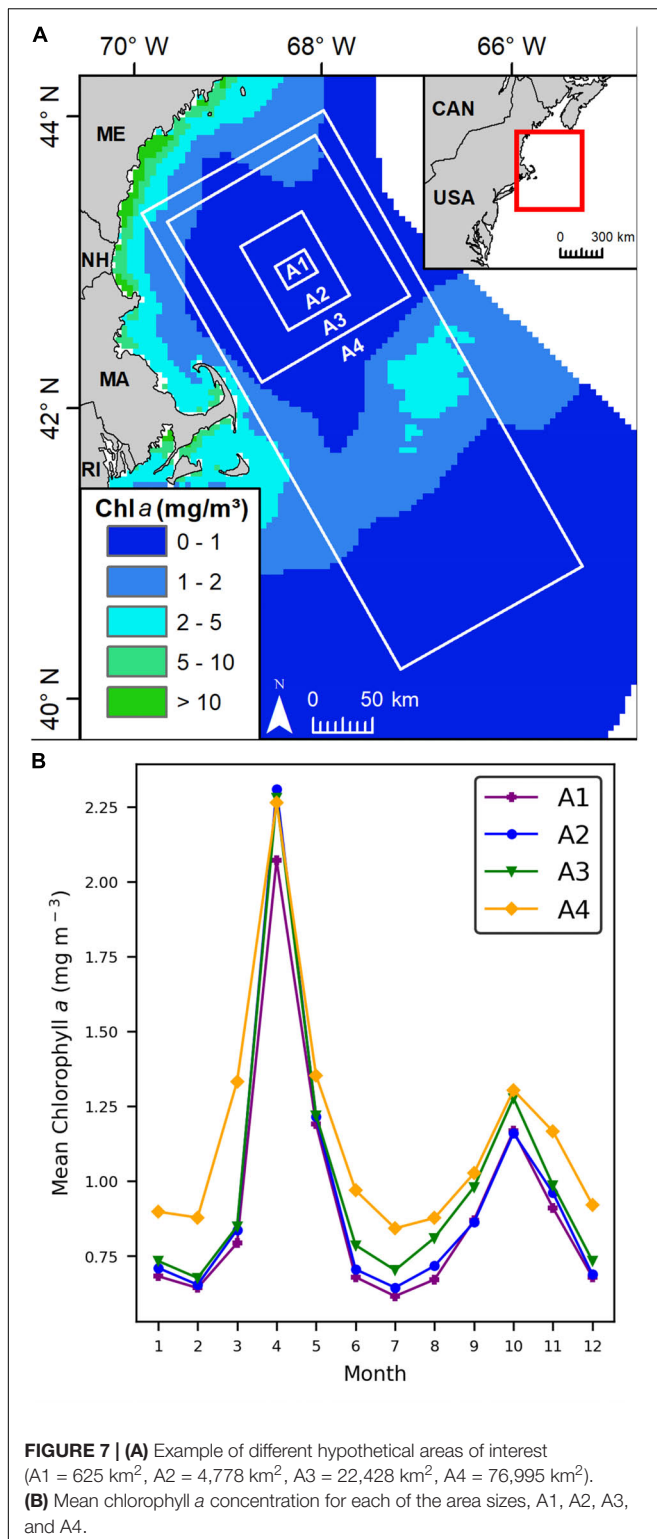 A
70° W
68° W
66° W
44° N
42° N
40° N
ME
NH
MA
RI
CAN
USA
0 300 km
A1
A2
A3
A4
Chl a (mg/m³)
0 - 1
1 - 2
2 - 5
5 - 10
> 10
N
0 50 km
B
Mean Chlorophyll a (mg m⁻³)
2.25
2.00
1.75
1.50
1.25
1.00
0.75
A1
A2
A3
A4
1 2 3 4 5 6 7 8 9 10 11 12
Month
FIGURE 7 | (A) Example of different hypothetical areas of interest
(A1 = 625 km², A2 = 4,778 km², A3 = 22,428 km², A4 = 76,995 km²).
(B) Mean chlorophyll a concentration for each of the area sizes, A1, A2, A3,
and A4.